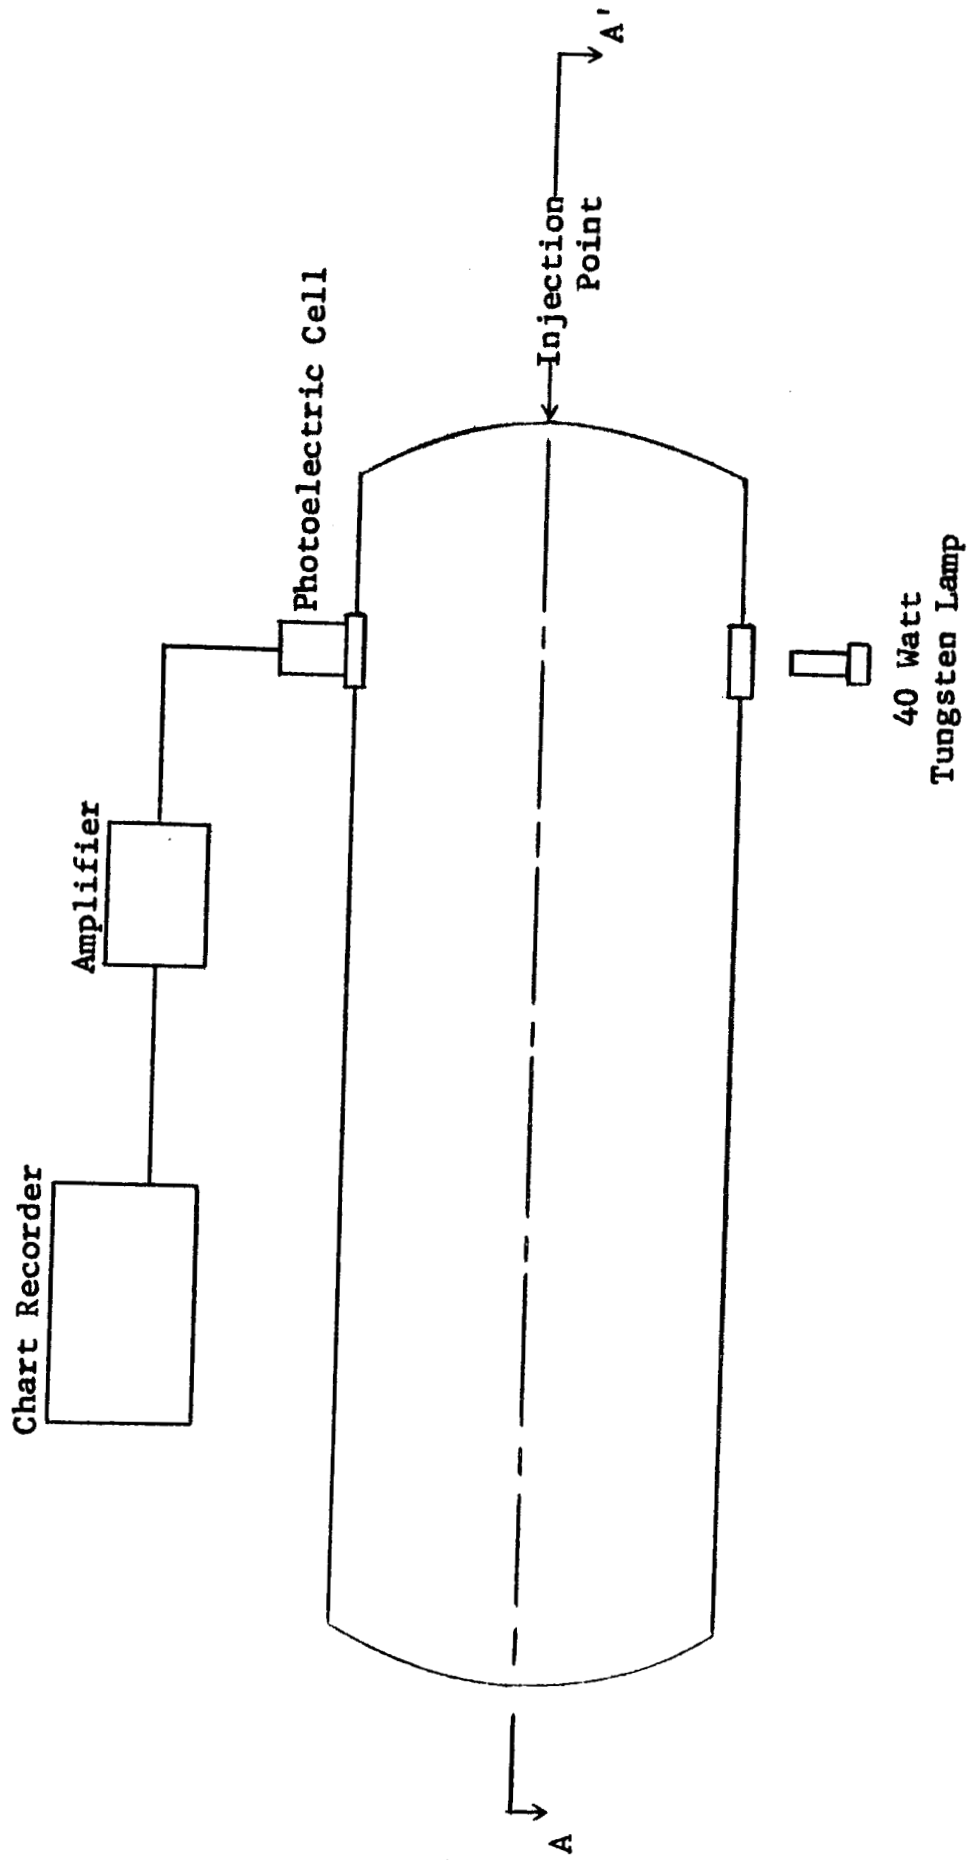 Chart Recorder
Amplifier
Photoelectric Cell
Injection
Point
A
A'
40 Watt
Tungsten Lamp